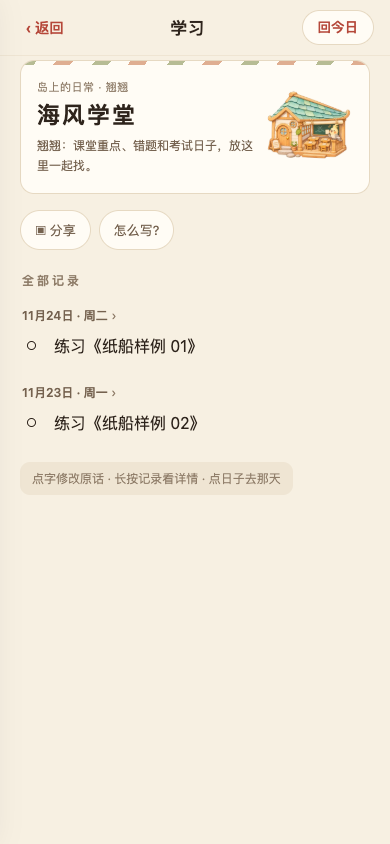 ‹ 返回
学习
回今日
岛上的日常 · 翘翘
海风学堂
翘翘：课堂重点、错题和考试日子，放这
里一起找。
▣ 分享
怎么写?
全部记录
11月24日 · 周二 ›
练习《纸船样例 01》
11月23日 · 周一 ›
练习《纸船样例 02》
点字修改原话 · 长按记录看详情 · 点日子去那天